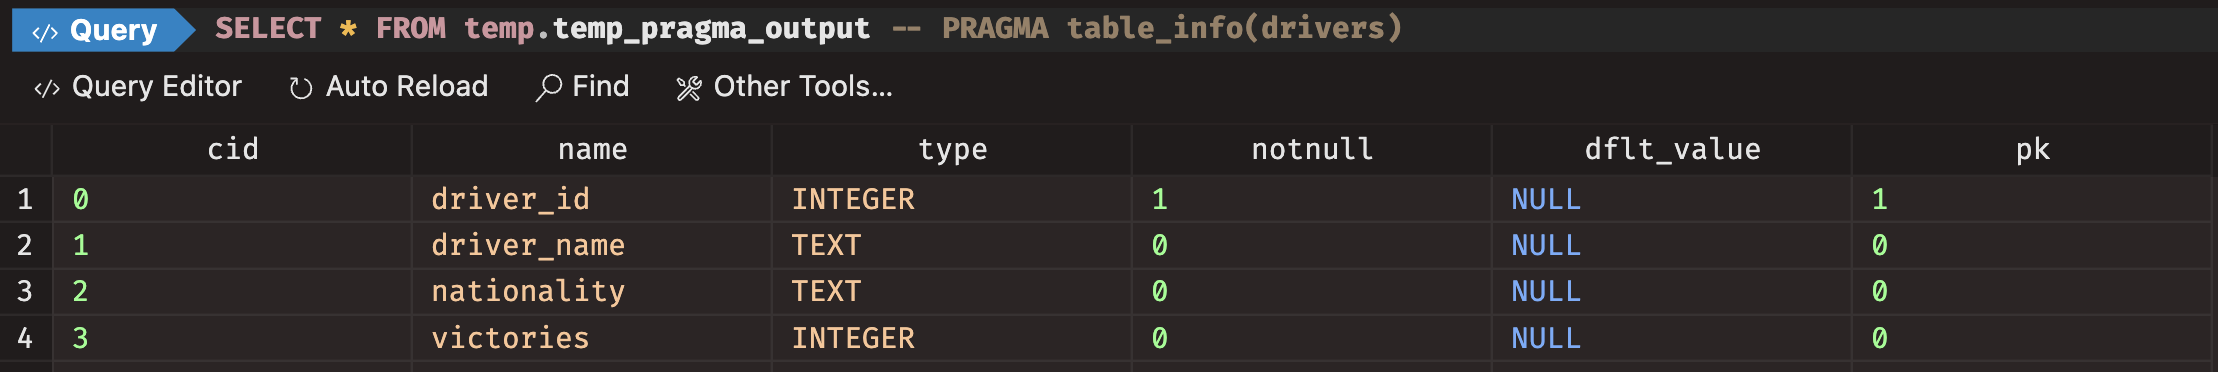 </> Query SELECT * FROM temp.temp_pragma_output -- PRAGMA table_info(drivers)
</> Query Editor Auto Reload Find Other Tools...
cid name type notnull dflt_value pk
1 0 driver_id INTEGER 1 NULL 1
2 1 driver_name TEXT 0 NULL 0
3 2 nationality TEXT 0 NULL 0
4 3 victories INTEGER 0 NULL 0